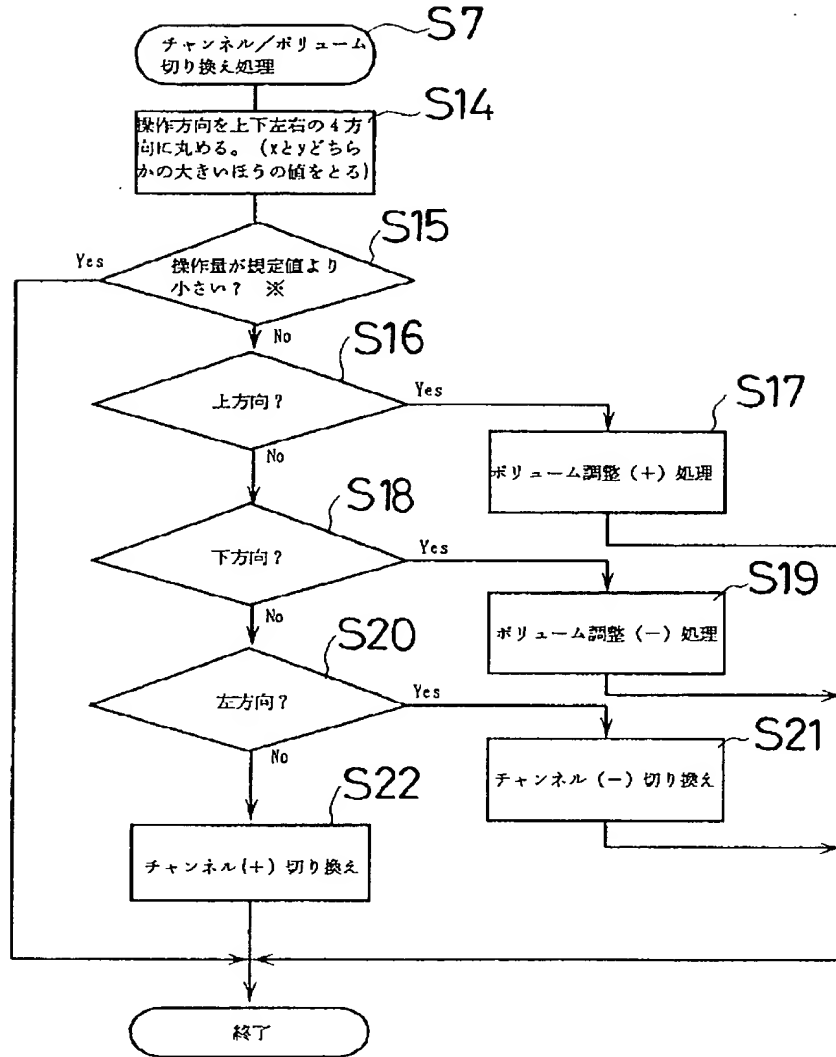 S7
チャンネル/ボリューム
切り換え処理
S14
操作方向を上下左右の4方
向に丸める。(xとyどちら
かの大きいほうの値をとる)
S15
Yes
操作量が規定値より
小さい? ※
No
S16
上方向?
Yes
S17
ボリューム調整(+)処理
No
S18
下方向?
Yes
S19
ボリューム調整(-)処理
No
S20
左方向?
Yes
S21
チャンネル(-)切り換え
No
S22
チャンネル(+)切り換え
終了